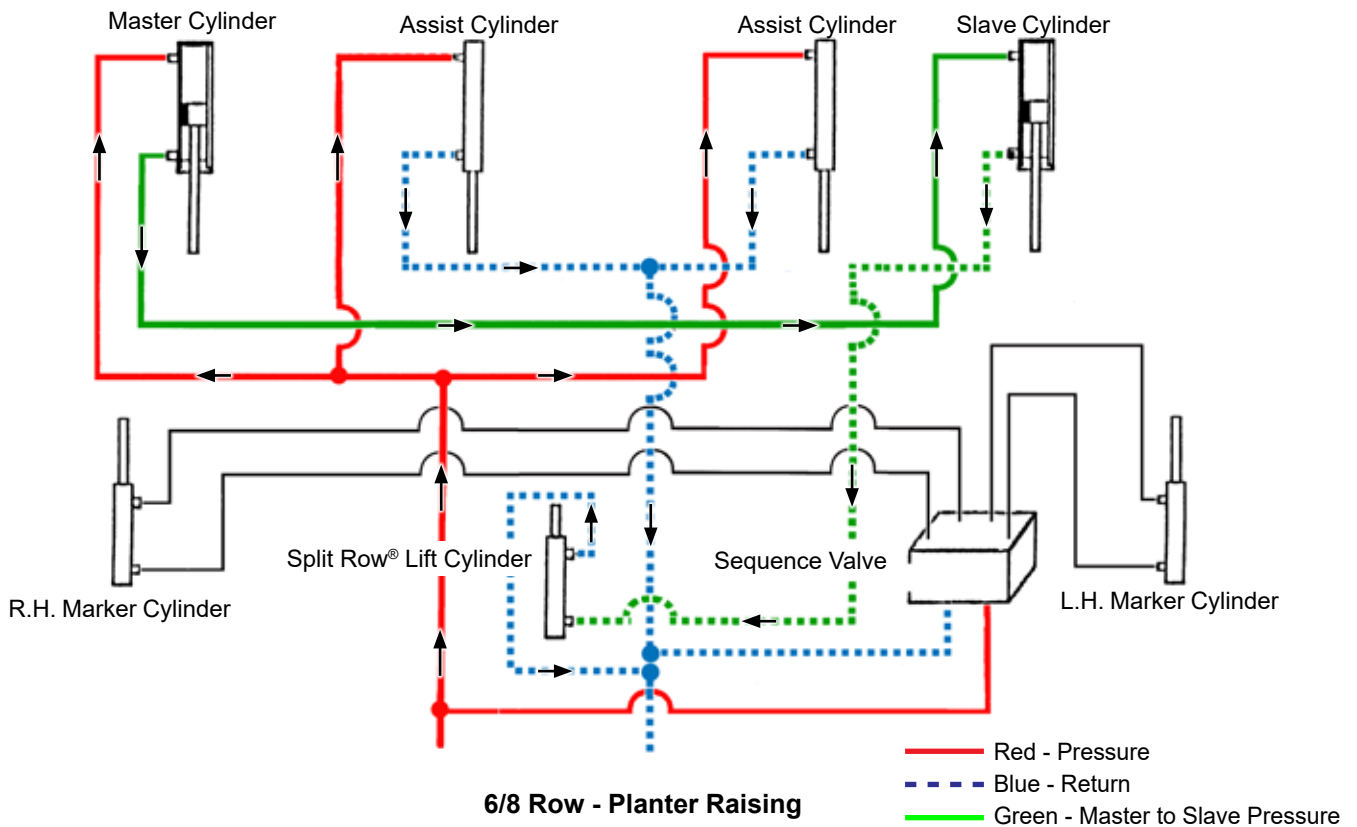 Master Cylinder
Assist Cylinder
Assist Cylinder
Slave Cylinder
Split Row® Lift Cylinder
Sequence Valve
R.H. Marker Cylinder
L.H. Marker Cylinder
Red - Pressure
Blue - Return
Green - Master to Slave Pressure
6/8 Row - Planter Raising